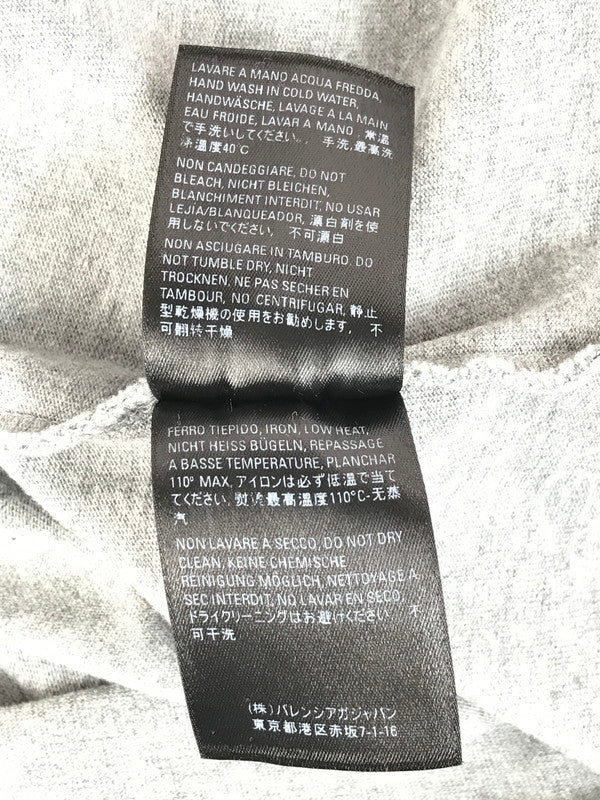 LAVARE A MANO ACQUA FREDDA,
HAND WASH IN COLD WATER,
HANDWÄSCHE, LAVAGE A LA MAIN
EAU FROIDE, LAVAR A MANO, 常温
で手洗いしてください。, 手洗,最高洗
涤温度40℃
NON CANDEGGIARE, DO NOT
BLEACH, NICHT BLEICHEN,
BLANCHIMENT INTERDIT, NO USAR
LEJIA/BLANQUEADOR, 漂白剤を使
用しないでください, 不可漂白
NON ASCIUGARE IN TAMBURO, DO
NOT TUMBLE DRY, NICHT
TROCKNEN, NE PAS SECHER EN
TAMBOUR, NO CENTRIFUGAR, 静止
型乾燥機の使用をお勧めします, 不
可翻转干燥
FERRO TIEPIDO, IRON, LOW HEAT,
NICHT HEISS BÜGELN, REPASSAGE
A BASSE TEMPERATURE, PLANCHAR
110° MAX, アイロンは必ず低温で当て
てください, 熨烫最高温度110°C-无蒸
汽
NON LAVARE A SECCO, DO NOT DRY
CLEAN, KEINE CHEMISCHE
REINIGUNG MÖGLICH, NETTOYAGE A
SEC INTERDIT, NO LAVAR EN SECO,
ドライクリーニングはお避けください 不
可干洗
(株)バレンシアガジャパン
東京都港区赤坂7-1-16